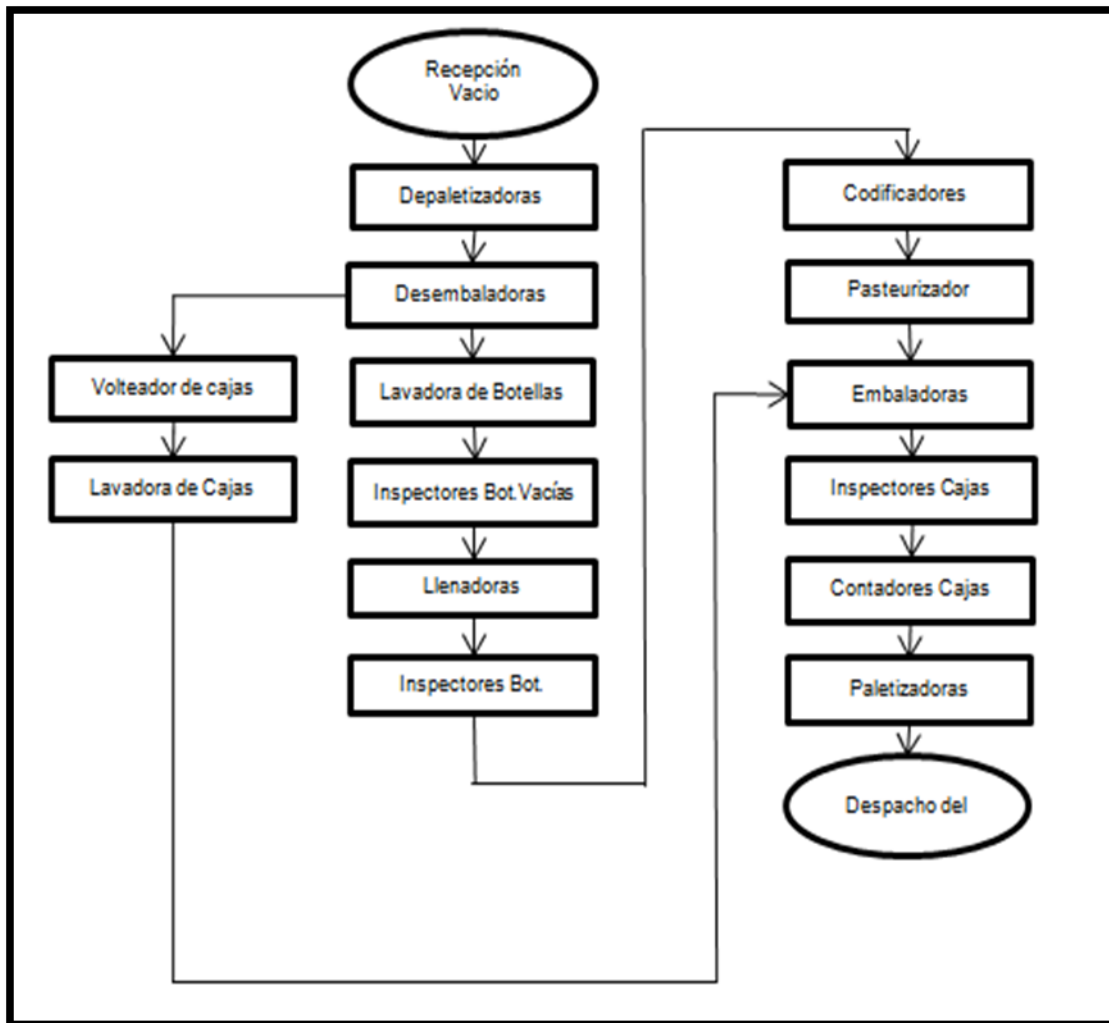 Recepción
Vacio
Depaletizadoras
Desembaladoras
Volteador de cajas
Lavadora de Cajas
Lavadora de Botellas
Inspectores Bot. Vacías
Llenadoras
Inspectores Bot.
Codificadores
Pasteurizador
Embaladoras
Inspectores Cajas
Contadores Cajas
Paletizadoras
Despacho del